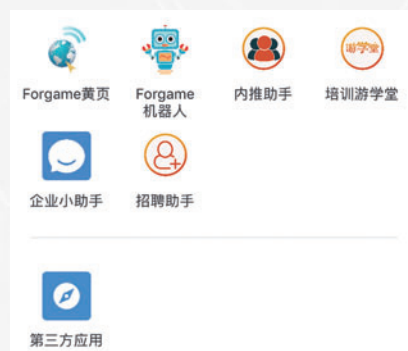 游学堂
Forgame黄页
Forgame
机器人
内推助手
培训游学堂
企业小助手
招聘助手
第三方应用